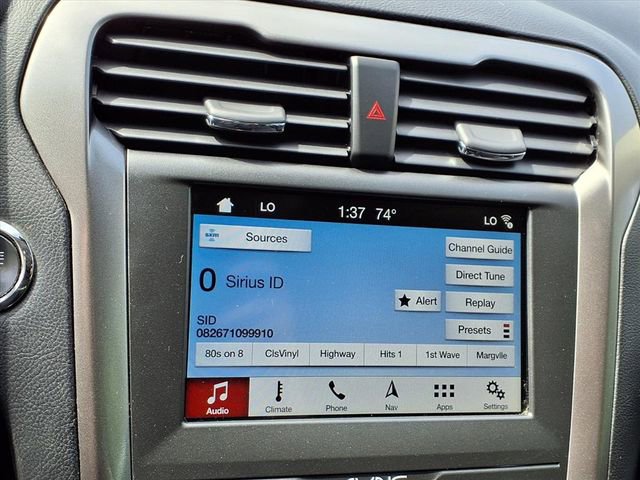 LO 1:37 74° LO
sxm Sources
Channel Guide
0 Sirius ID
Direct Tune
Alert
Replay
SID
082671099910
Presets
80s on 8 ClsVinyl Highway Hits 1 1st Wave Margvlle
Audio Climate Phone Nav Apps Settings
SYNC